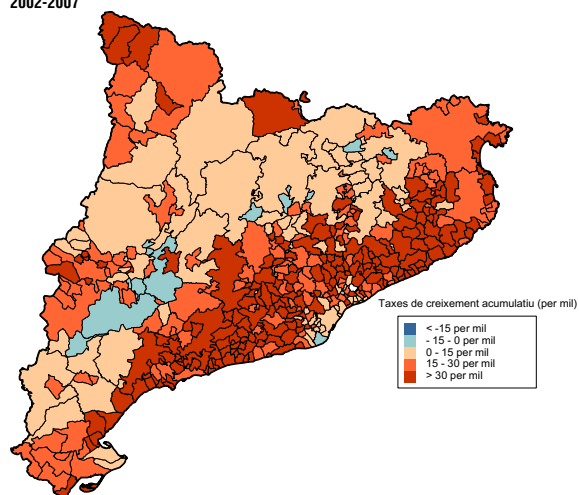 2002-2007
Taxes de creixement acumulatiu (per mil)
< -15 per mil
- 15 - 0 per mil
0 - 15 per mil
15 - 30 per mil
> 30 per mil